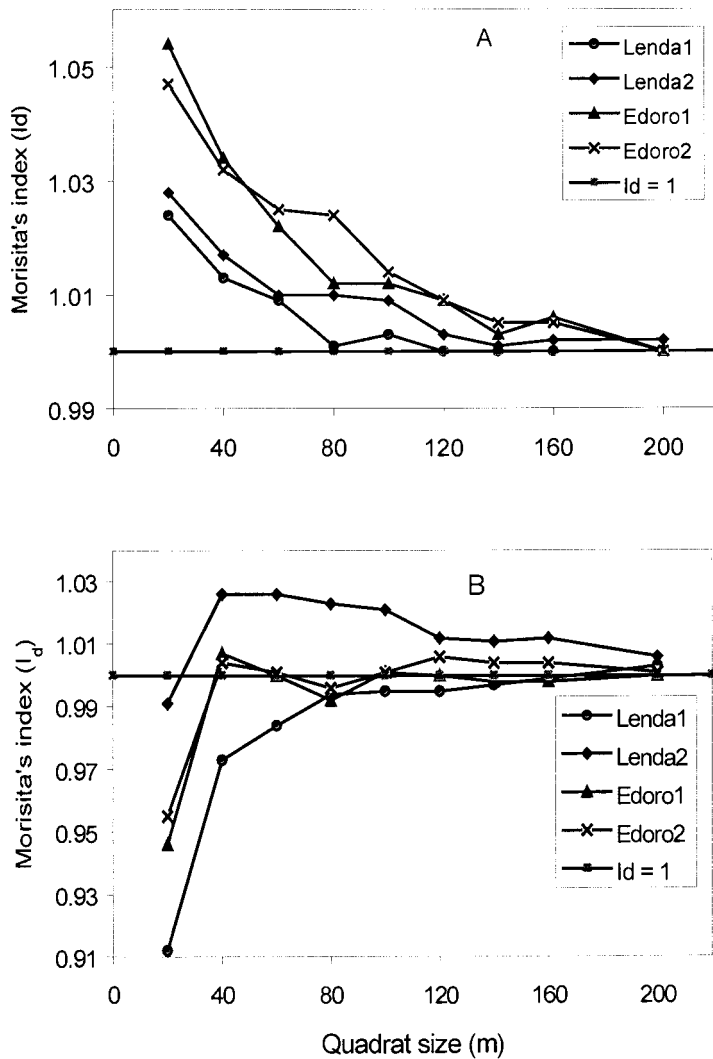 A
Lenda1
Lenda2
Edoro1
Edoro2
Id = 1
Morisita's index (Id)
1.05
1.03
1.01
0.99
0 40 80 120 160 200
B
Morisita's index (I_d)
1.03
1.01
0.99
0.97
0.95
0.93
0.91
Lenda1
Lenda2
Edoro1
Edoro2
Id = 1
0 40 80 120 160 200
Quadrat size (m)